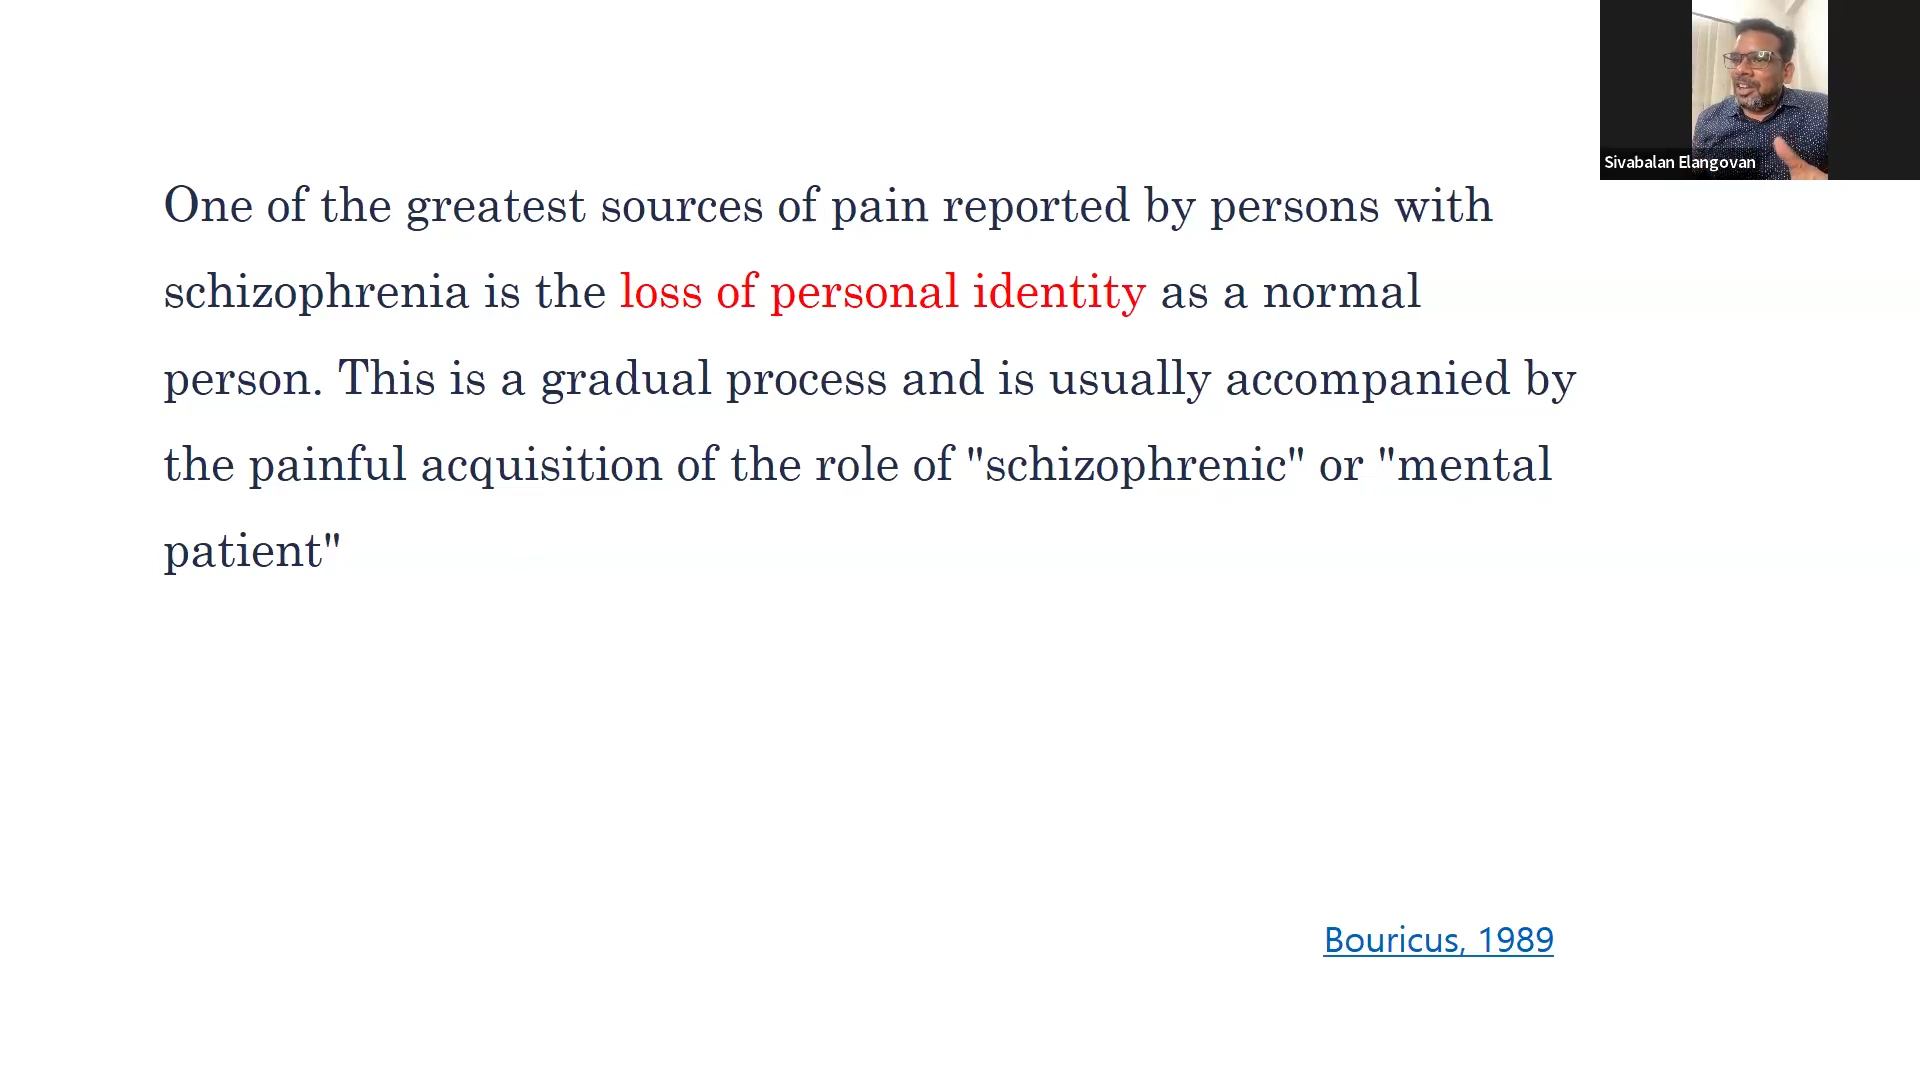 Sivabalan Elangovan
One of the greatest sources of pain reported by persons with
schizophrenia is the loss of personal identity as a normal
person. This is a gradual process and is usually accompanied by
the painful acquisition of the role of "schizophrenic" or "mental
patient"
Bouricus, 1989